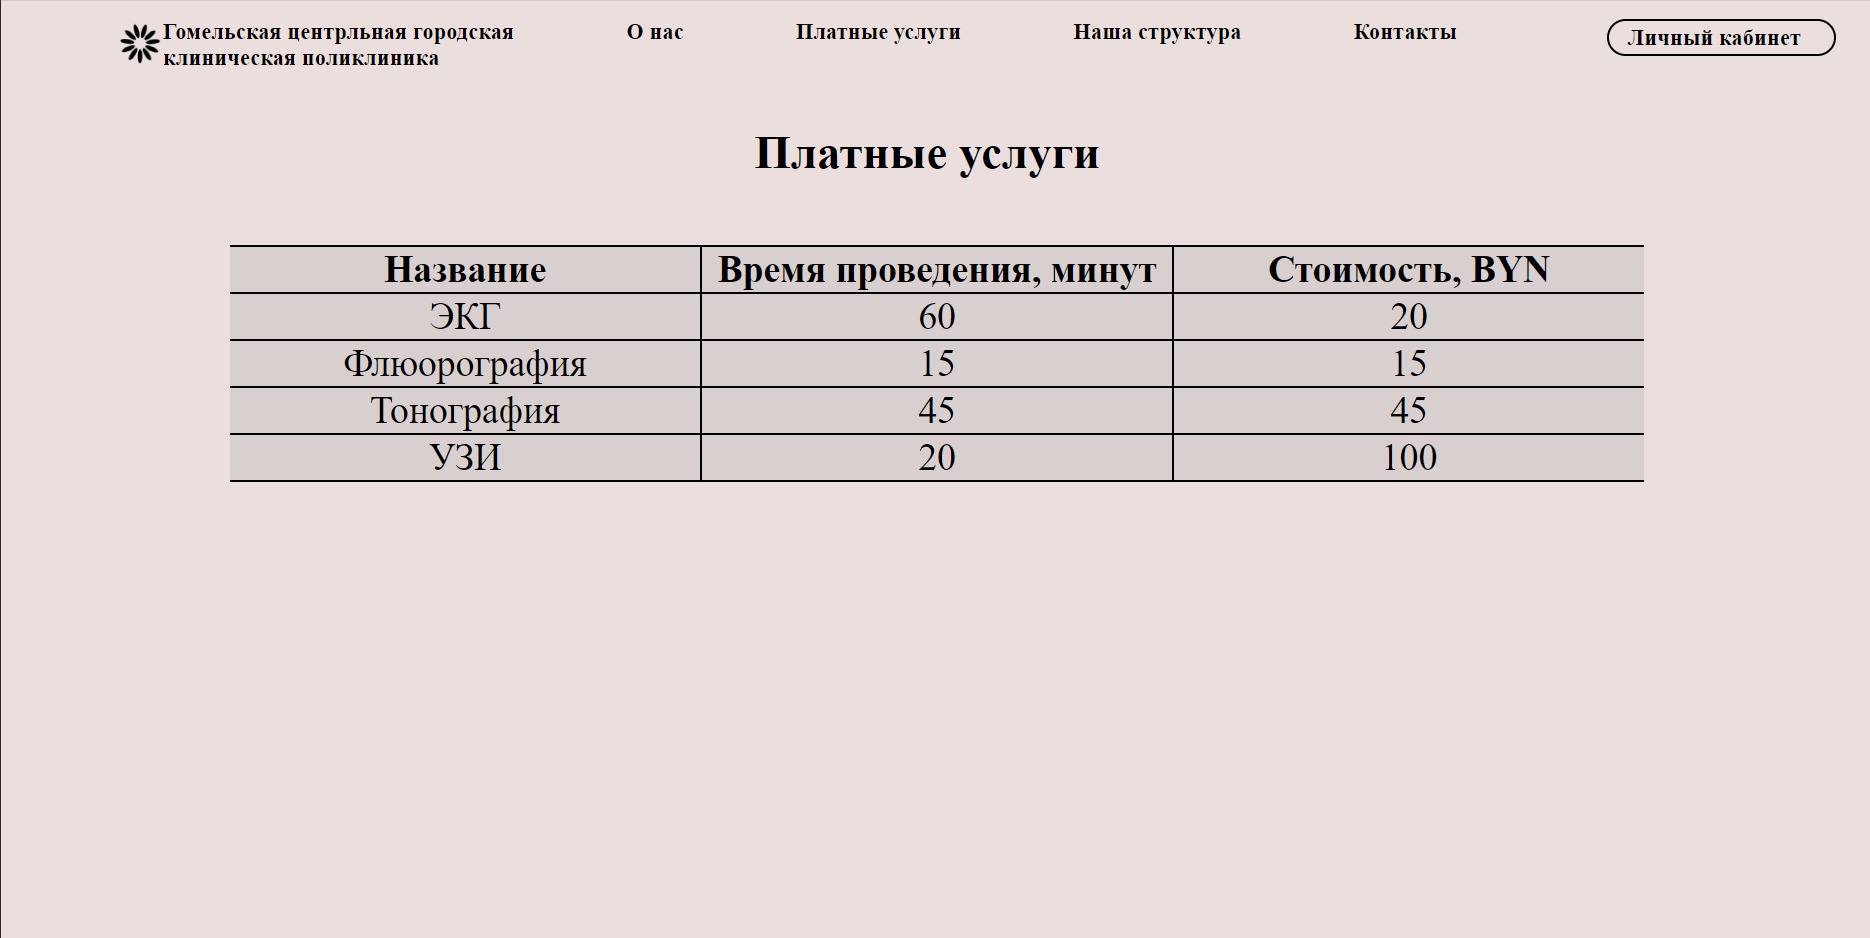 Гомельская центрльная городская
клиническая поликлиника
О нас
Платные услуги
Наша структура
Контакты
Личный кабинет
Платные услуги
Название Время проведения, минут Стоимость, BYN
ЭКГ 60 20
Флюорография 15 15
Тонография 45 45
УЗИ 20 100